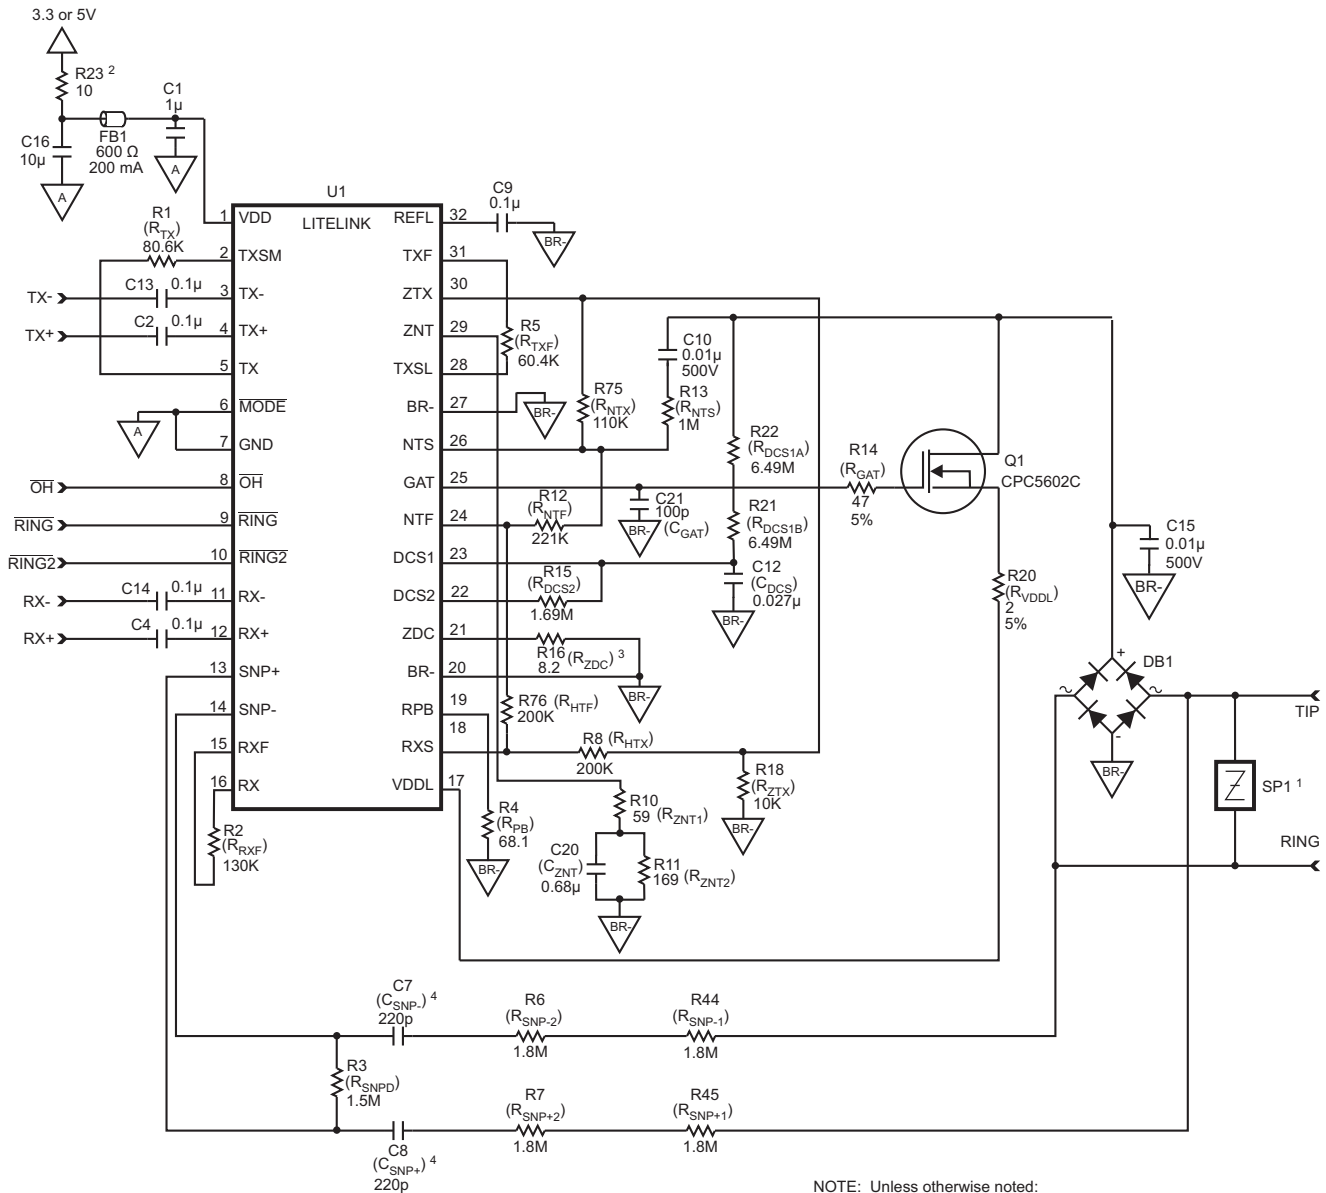 3.3 or 5V
R23 2
10
C1
1µ
C16
10µ
FB1
600 Ω
200 mA
A
A
U1
LITELINK
C9
0.1µ
BR-
R1
(RTX)
80.6K
1 VDD
2 TXSM
3 TX-
4 TX+
5 TX
6 MODE
7 GND
8 OH
9 RING
10 RING2
11 RX-
12 RX+
13 SNP+
14 SNP-
15 RXF
16 RX
REFL 32
TXF 31
ZTX 30
ZNT 29
TXSL 28
BR- 27
NTS 26
GAT 25
NTF 24
DCS1 23
DCS2 22
ZDC 21
BR- 20
RPB 19
RXS 18
VDDL 17
TX-
C13 0.1µ
TX+
C2 0.1µ
A
OH
RING
RING2
RX-
C14 0.1µ
RX+
C4 0.1µ
R2
(RRXF)
130K
R5
(RTXF)
60.4K
BR-
R75
(RNTX)
110K
C10
0.01µ
500V
R13
(RNTS)
1M
R22
(RDCS1A)
6.49M
R14
(RGAT)
47
5%
Q1
CPC5602C
R12
(RNTF)
221K
C21
100p
(CGAT)
BR-
R21
(RDCS1B)
6.49M
C15
0.01µ
500V
BR-
R15
(RDCS2)
1.69M
C12
(CDCS)
0.027µ
BR-
R20
(RVDDL)
2
5%
R16 (RZDC) 3
8.2
BR-
R76 (RHTF)
200K
R8 (RHTX)
200K
R18
(RZTX)
10K
BR-
+
DB1
-
BR-
TIP
SP1 1
RING
R4
(RPB)
68.1
BR-
R10
59 (RZNT1)
C20
(CZNT)
0.68µ
R11
169 (RZNT2)
BR-
C7
(CSNP-) 4
220p
R6
(RSNP-2)
1.8M
R44
(RSNP-1)
1.8M
R3
(RSNPD)
1.5M
C8
(CSNP+) 4
220p
R7
(RSNP+2)
1.8M
R45
(RSNP+1)
1.8M
NOTE: Unless otherwise noted: